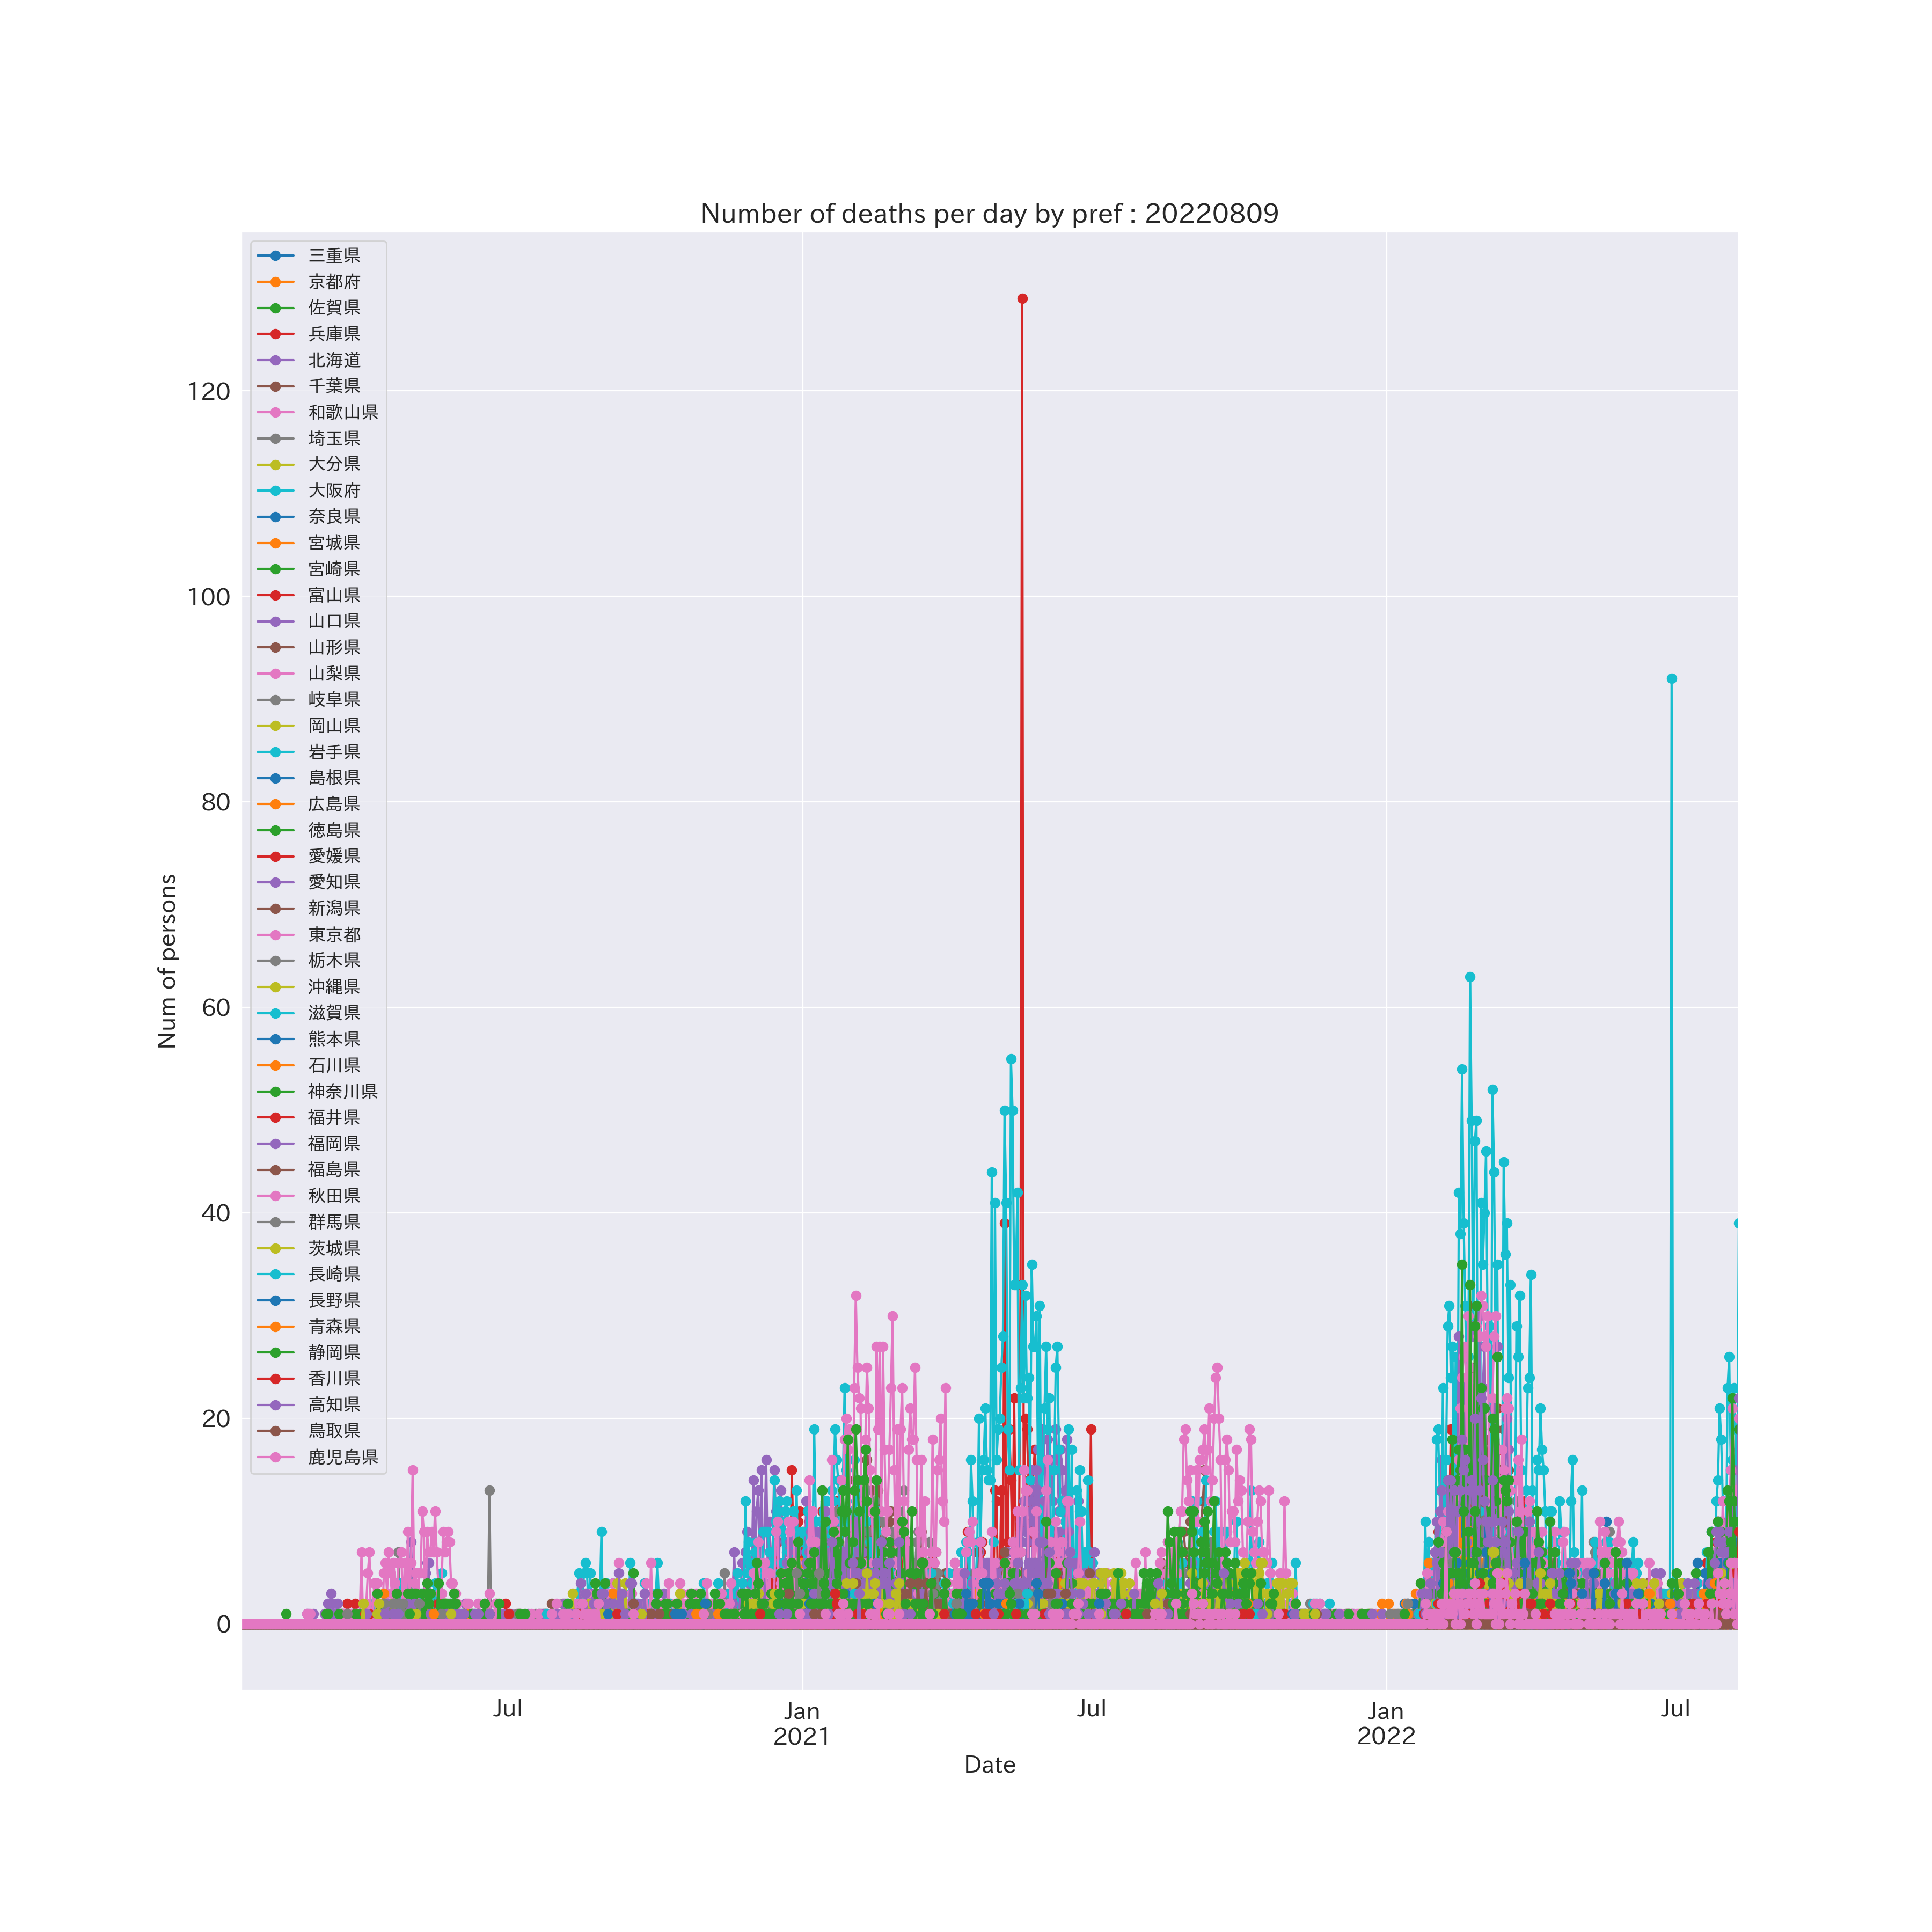 Number of deaths per day by pref : 20220809
三重県
京都府
佐賀県
兵庫県
北海道
千葉県
和歌山県
埼玉県
大分県
大阪府
奈良県
宮城県
宮崎県
富山県
山口県
山形県
山梨県
岐阜県
岡山県
岩手県
島根県
広島県
徳島県
愛媛県
愛知県
新潟県
東京都
栃木県
沖縄県
滋賀県
熊本県
石川県
神奈川県
福井県
福岡県
福島県
秋田県
群馬県
茨城県
長崎県
長野県
青森県
静岡県
香川県
高知県
鳥取県
鹿児島県
Num of persons
120
100
80
60
40
20
0
Jul
Jan
2021
Jul
Jan
2022
Jul
Date